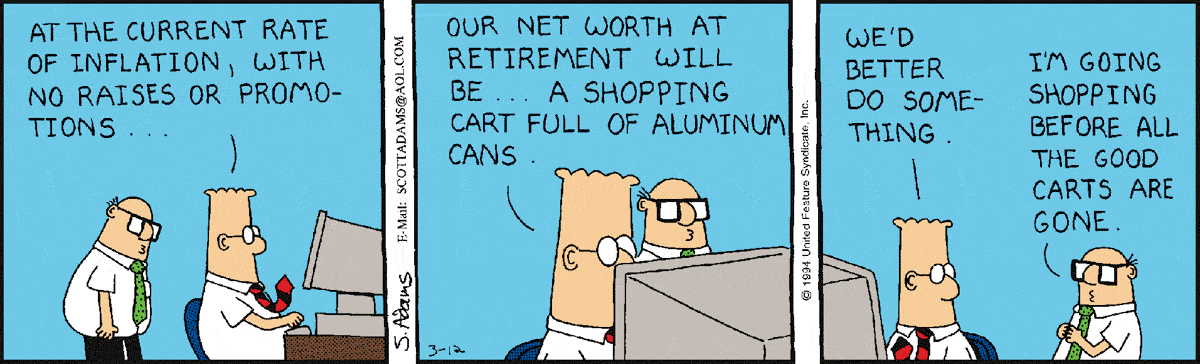 AT THE CURRENT RATE
OF INFLATION, WITH
NO RAISES OR PROMO-
TIONS...
E-Mail: SCOTTADAMS@AOL.COM
S. Adams
OUR NET WORTH AT
RETIREMENT WILL
BE... A SHOPPING
CART FULL OF ALUMINUM
CANS.
3-12
© 1994 United Feature Syndicate, Inc.
WE'D
BETTER
DO SOME-
THING.
I'M GOING
SHOPPING
BEFORE ALL
THE GOOD
CARTS ARE
GONE.